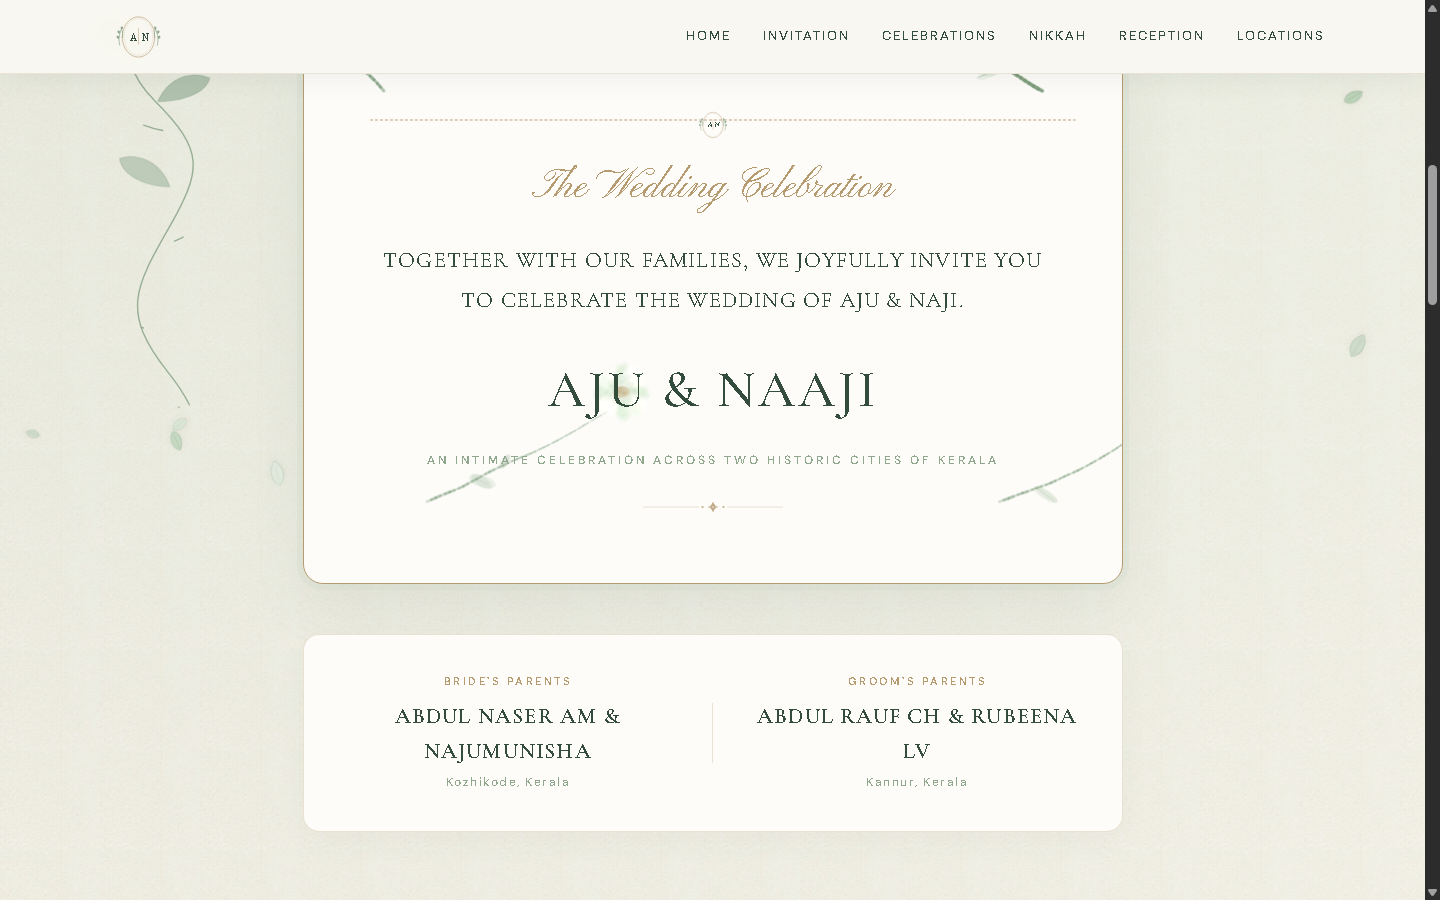 A N
HOME INVITATION CELEBRATIONS NIKKAH RECEPTION LOCATIONS
A N
The Wedding Celebration
TOGETHER WITH OUR FAMILIES, WE JOYFULLY INVITE YOU
TO CELEBRATE THE WEDDING OF AJU & NAJI.
AJU & NAAJI
AN INTIMATE CELEBRATION ACROSS TWO HISTORIC CITIES OF KERALA
BRIDE'S PARENTS
ABDUL NASER AM &
NAJUMUNISHA
Kozhikode, Kerala
GROOM'S PARENTS
ABDUL RAUF CH & RUBEENA
LV
Kannur, Kerala